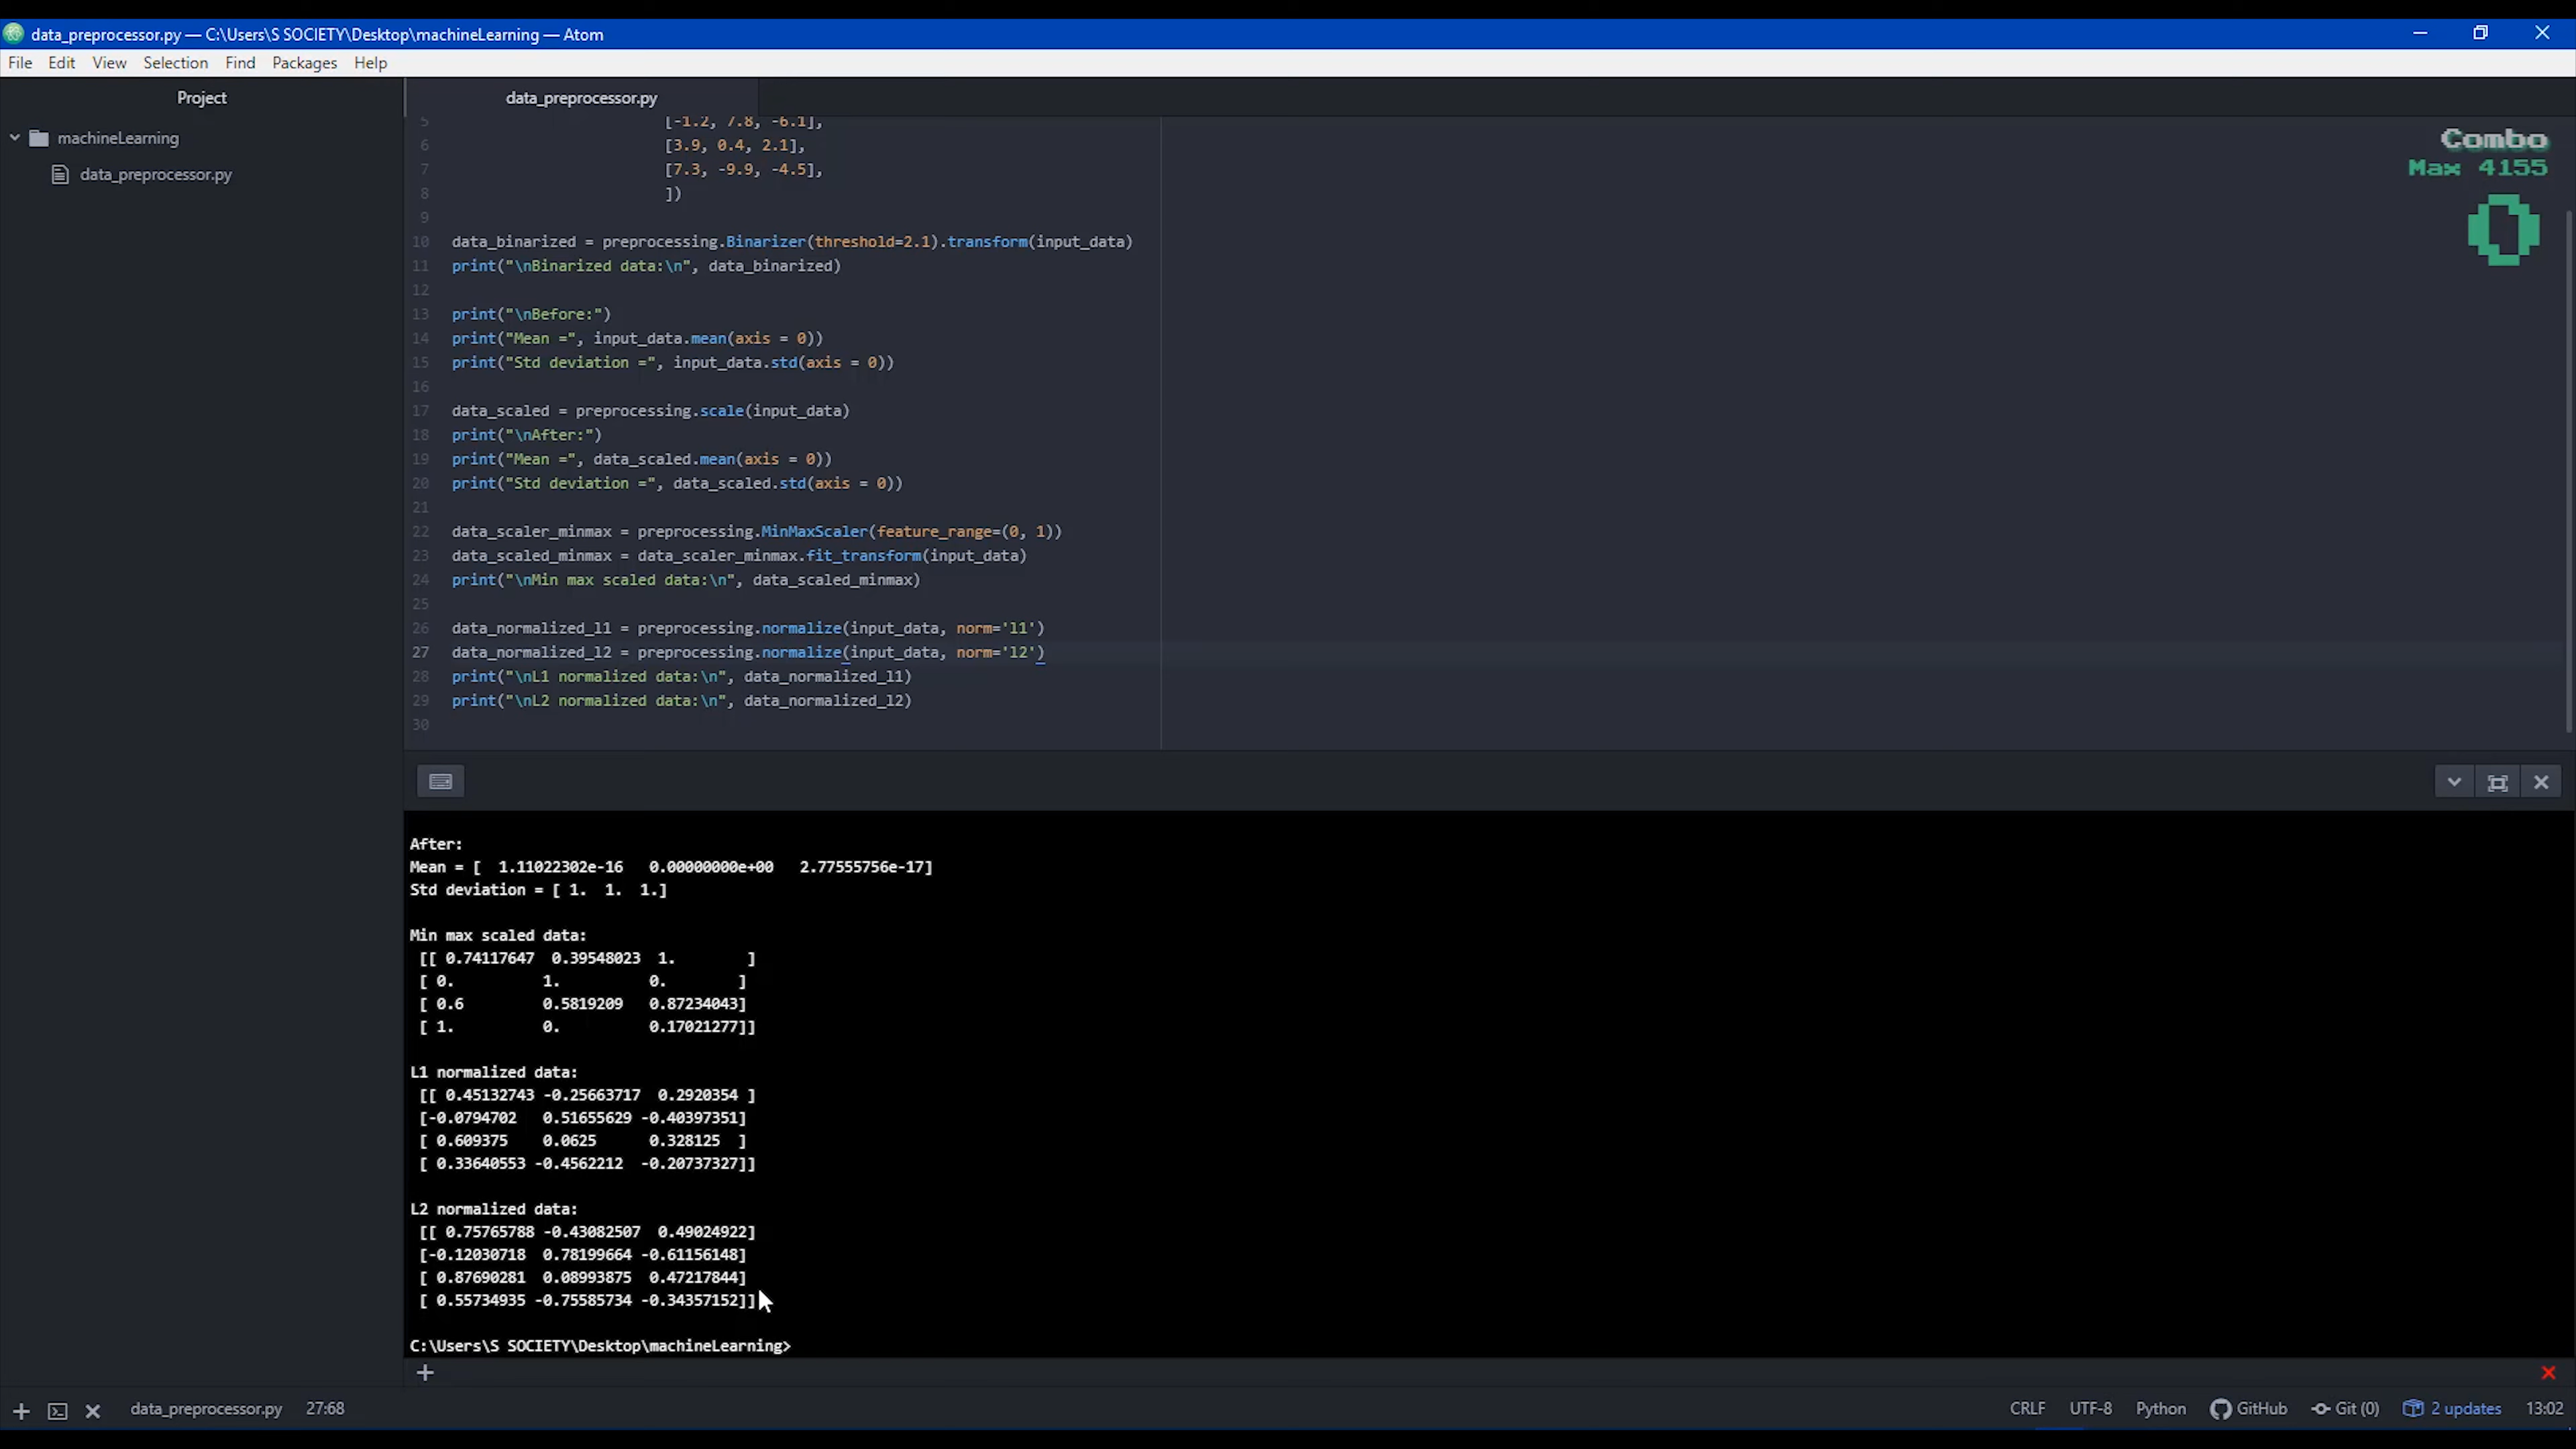 data_preprocessor.py — C:\Users\S SOCIETY\Desktop\machineLearning — Atom
File Edit View Selection Find Packages Help
Project
machineLearning
data_preprocessor.py
data_preprocessor.py
5 [-1.2, 7.8, -6.1],
6 [3.9, 0.4, 2.1],
7 [7.3, -9.9, -4.5],
8 ])
9
10 data_binarized = preprocessing.Binarizer(threshold=2.1).transform(input_data)
11 print("\nBinarized data:\n", data_binarized)
12
13 print("\nBefore:")
14 print("Mean =", input_data.mean(axis = 0))
15 print("Std deviation =", input_data.std(axis = 0))
16
17 data_scaled = preprocessing.scale(input_data)
18 print("\nAfter:")
19 print("Mean =", data_scaled.mean(axis = 0))
20 print("Std deviation =", data_scaled.std(axis = 0))
21
22 data_scaler_minmax = preprocessing.MinMaxScaler(feature_range=(0, 1))
23 data_scaled_minmax = data_scaler_minmax.fit_transform(input_data)
24 print("\nMin max scaled data:\n", data_scaled_minmax)
25
26 data_normalized_l1 = preprocessing.normalize(input_data, norm='l1')
27 data_normalized_l2 = preprocessing.normalize(input_data, norm='l2')
28 print("\nL1 normalized data:\n", data_normalized_l1)
29 print("\nL2 normalized data:\n", data_normalized_l2)
30
Combo
Max 4155
0
After:
Mean = [ 1.11022302e-16 0.00000000e+00 2.77555756e-17]
Std deviation = [ 1. 1. 1.]
Min max scaled data:
[[ 0.74117647 0.39548023 1. ]
[ 0. 1. 0. ]
[ 0.6 0.5819209 0.87234043]
[ 1. 0. 0.17021277]]
L1 normalized data:
[[ 0.45132743 -0.25663717 0.2920354 ]
[-0.0794702 0.51655629 -0.40397351]
[ 0.609375 0.0625 0.328125 ]
[ 0.33640553 -0.4562212 -0.20737327]]
L2 normalized data:
[[ 0.75765788 -0.43082507 0.49024922]
[-0.12030718 0.78199664 -0.61156148]
[ 0.87690281 0.08993875 0.47217844]
[ 0.55734935 -0.75585734 -0.34357152]]
C:\Users\S SOCIETY\Desktop\machineLearning>
data_preprocessor.py 27:68 CRLF UTF-8 Python GitHub Git (0) 2 updates 13:02